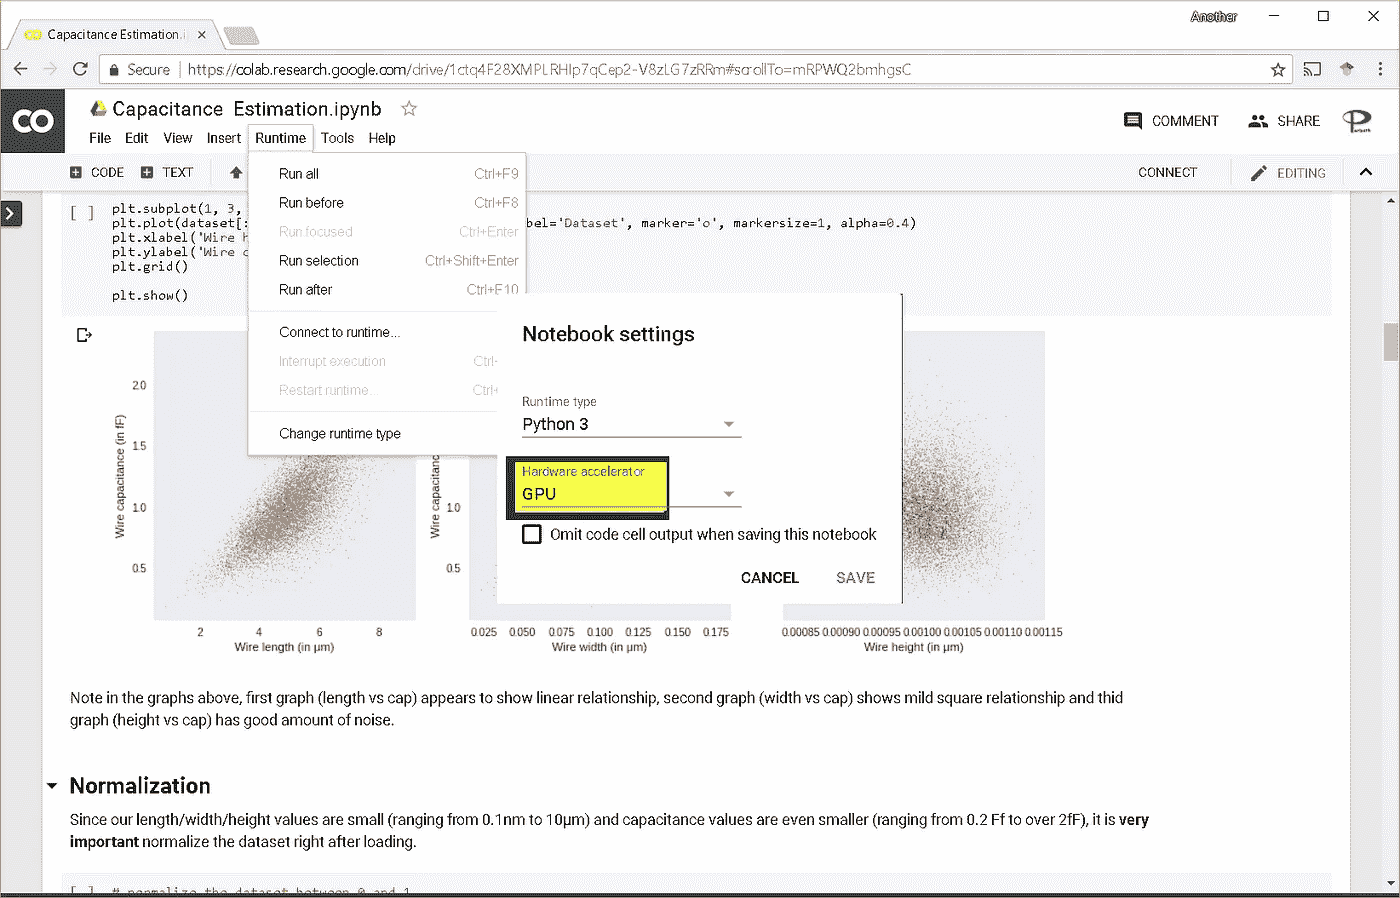 Another
Capacitance Estimation.i
Secure https://colab.research.google.com/drive/1ctq4F28XMPLRHIp7qCep2-V8zLG7zRRm#scrollTo=mRPWQ2bmhgsC
CO
Capacitance Estimation.ipynb
COMMENT SHARE
File Edit View Insert Runtime Tools Help
CODE TEXT
CONNECT EDITING
Run all Ctrl+F9
Run before Ctrl+F8
Run focused Ctrl+Enter
Run selection Ctrl+Shift+Enter
Run after Ctrl+F10
Connect to runtime...
Interrupt execution Ctrl-
Restart runtime... Ctrl+
Change runtime type
[ ] plt.subplot(1, 3,
plt.plot(dataset[: bel='Dataset', marker='o', markersize=1, alpha=0.4)
plt.xlabel('Wire h
plt.ylabel('Wire c
plt.grid()
plt.show()
Notebook settings
Runtime type
Python 3
Hardware accelerator
GPU
Omit code cell output when saving this notebook
CANCEL SAVE
Wire capacitance (in fF)
2.0
1.5
1.0
0.5
2 4 6 8
Wire length (in µm)
Wire capacitanc
1.0
0.5
0.025 0.050 0.075 0.100 0.125 0.150 0.175
Wire width (in µm)
0.00085 0.00090 0.00095 0.00100 0.00105 0.00110 0.00115
Wire height (in µm)
Note in the graphs above, first graph (length vs cap) appears to show linear relationship, second graph (width vs cap) shows mild square relationship and thid
graph (height vs cap) has good amount of noise.
Normalization
Since our length/width/height values are small (ranging from 0.1nm to 10µm) and capacitance values are even smaller (ranging from 0.2 Ff to over 2fF), it is very
important normalize the dataset right after loading.
[ ] # normalize the dataset between 0 and 1